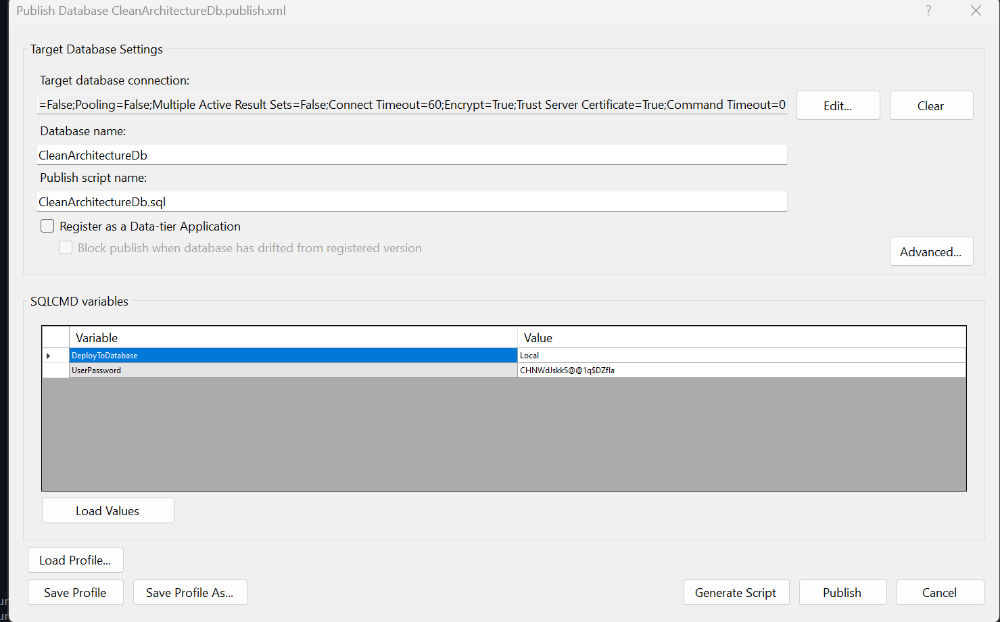 Publish Database CleanArchitectureDb.publish.xml
?
Target Database Settings
Target database connection:
=False;Pooling=False;Multiple Active Result Sets=False;Connect Timeout=60;Encrypt=True;Trust Server Certificate=True;Command Timeout=0
Edit...
Clear
Database name:
CleanArchitectureDb
Publish script name:
CleanArchitectureDb.sql
Register as a Data-tier Application
Block publish when database has drifted from registered version
Advanced...
SQLCMD variables
Variable Value
DeployToDatabase Local
UserPassword CHNWdJskkS@@1q$DZfla
Load Values
Load Profile...
Save Profile
Save Profile As...
Generate Script
Publish
Cancel